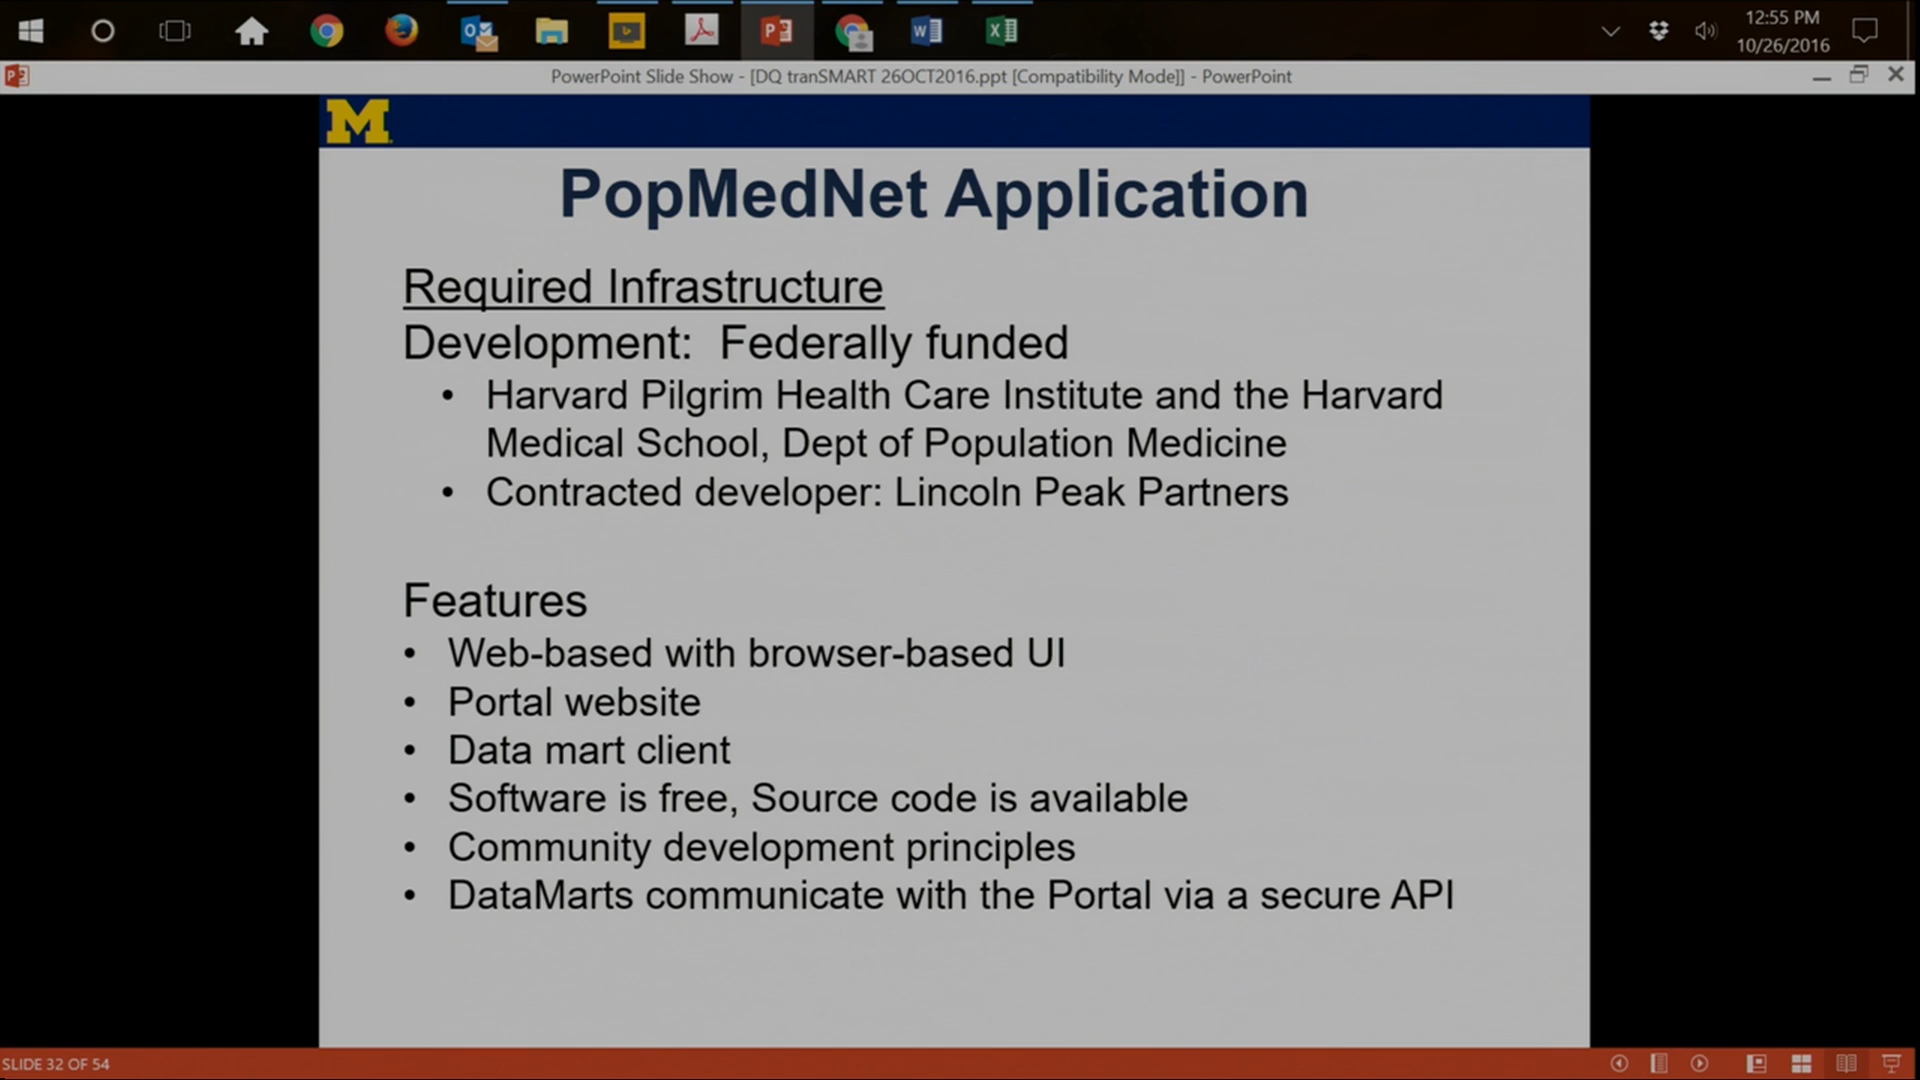 12:55 PM
10/26/2016
PowerPoint Slide Show - [DQ tranSMART 26OCT2016.ppt [Compatibility Mode]] - PowerPoint
M
PopMedNet Application
Required Infrastructure
Development: Federally funded
• Harvard Pilgrim Health Care Institute and the Harvard
Medical School, Dept of Population Medicine
• Contracted developer: Lincoln Peak Partners
Features
• Web-based with browser-based UI
• Portal website
• Data mart client
• Software is free, Source code is available
• Community development principles
• DataMarts communicate with the Portal via a secure API
SLIDE 32 OF 54